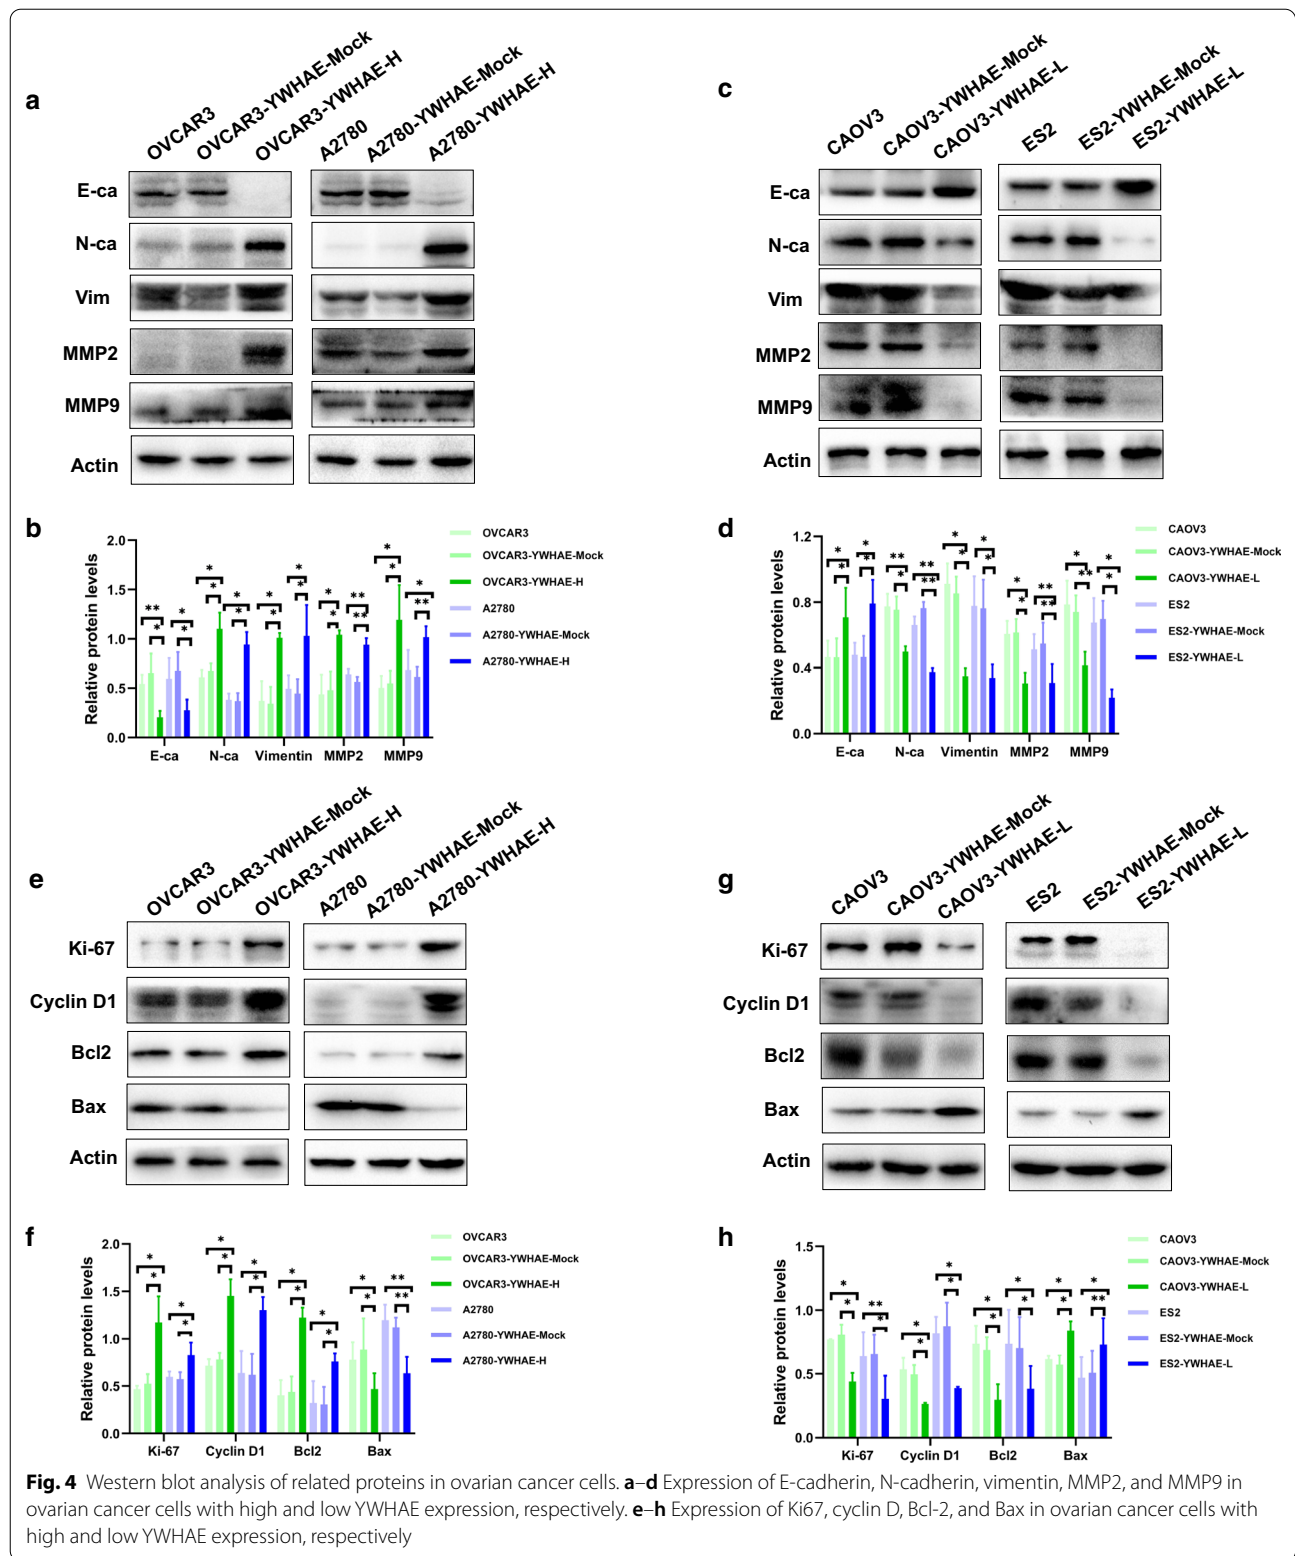 a
OVCAR3
OVCAR3-YWHAE-Mock
OVCAR3-YWHAE-H
A2780
A2780-YWHAE-Mock
A2780-YWHAE-H
E-ca
N-ca
Vim
MMP2
MMP9
Actin
c
CAOV3
CAOV3-YWHAE-Mock
CAOV3-YWHAE-L
ES2
ES2-YWHAE-Mock
ES2-YWHAE-L
E-ca
N-ca
Vim
MMP2
MMP9
Actin
b
Relative protein levels
2.0
1.5
1.0
0.5
0.0
E-ca N-ca Vimentin MMP2 MMP9
OVCAR3
OVCAR3-YWHAE-Mock
OVCAR3-YWHAE-H
A2780
A2780-YWHAE-Mock
A2780-YWHAE-H
d
Relative protein levels
1.2
0.8
0.4
0.0
E-ca N-ca Vimentin MMP2 MMP9
CAOV3
CAOV3-YWHAE-Mock
CAOV3-YWHAE-L
ES2
ES2-YWHAE-Mock
ES2-YWHAE-L
e
OVCAR3
OVCAR3-YWHAE-Mock
OVCAR3-YWHAE-H
A2780
A2780-YWHAE-Mock
A2780-YWHAE-H
Ki-67
Cyclin D1
Bcl2
Bax
Actin
g
CAOV3
CAOV3-YWHAE-Mock
CAOV3-YWHAE-L
ES2
ES2-YWHAE-Mock
ES2-YWHAE-L
Ki-67
Cyclin D1
Bcl2
Bax
Actin
f
Relative protein levels
2.0
1.5
1.0
0.5
0.0
Ki-67 Cyclin D1 Bcl2 Bax
OVCAR3
OVCAR3-YWHAE-Mock
OVCAR3-YWHAE-H
A2780
A2780-YWHAE-Mock
A2780-YWHAE-H
h
Relative protein levels
1.5
1.0
0.5
0.0
Ki-67 Cyclin D1 Bcl2 Bax
CAOV3
CAOV3-YWHAE-Mock
CAOV3-YWHAE-L
ES2
ES2-YWHAE-Mock
ES2-YWHAE-L
Fig. 4 Western blot analysis of related proteins in ovarian cancer cells. a–d Expression of E-cadherin, N-cadherin, vimentin, MMP2, and MMP9 in
ovarian cancer cells with high and low YWHAE expression, respectively. e–h Expression of Ki67, cyclin D, Bcl-2, and Bax in ovarian cancer cells with
high and low YWHAE expression, respectively